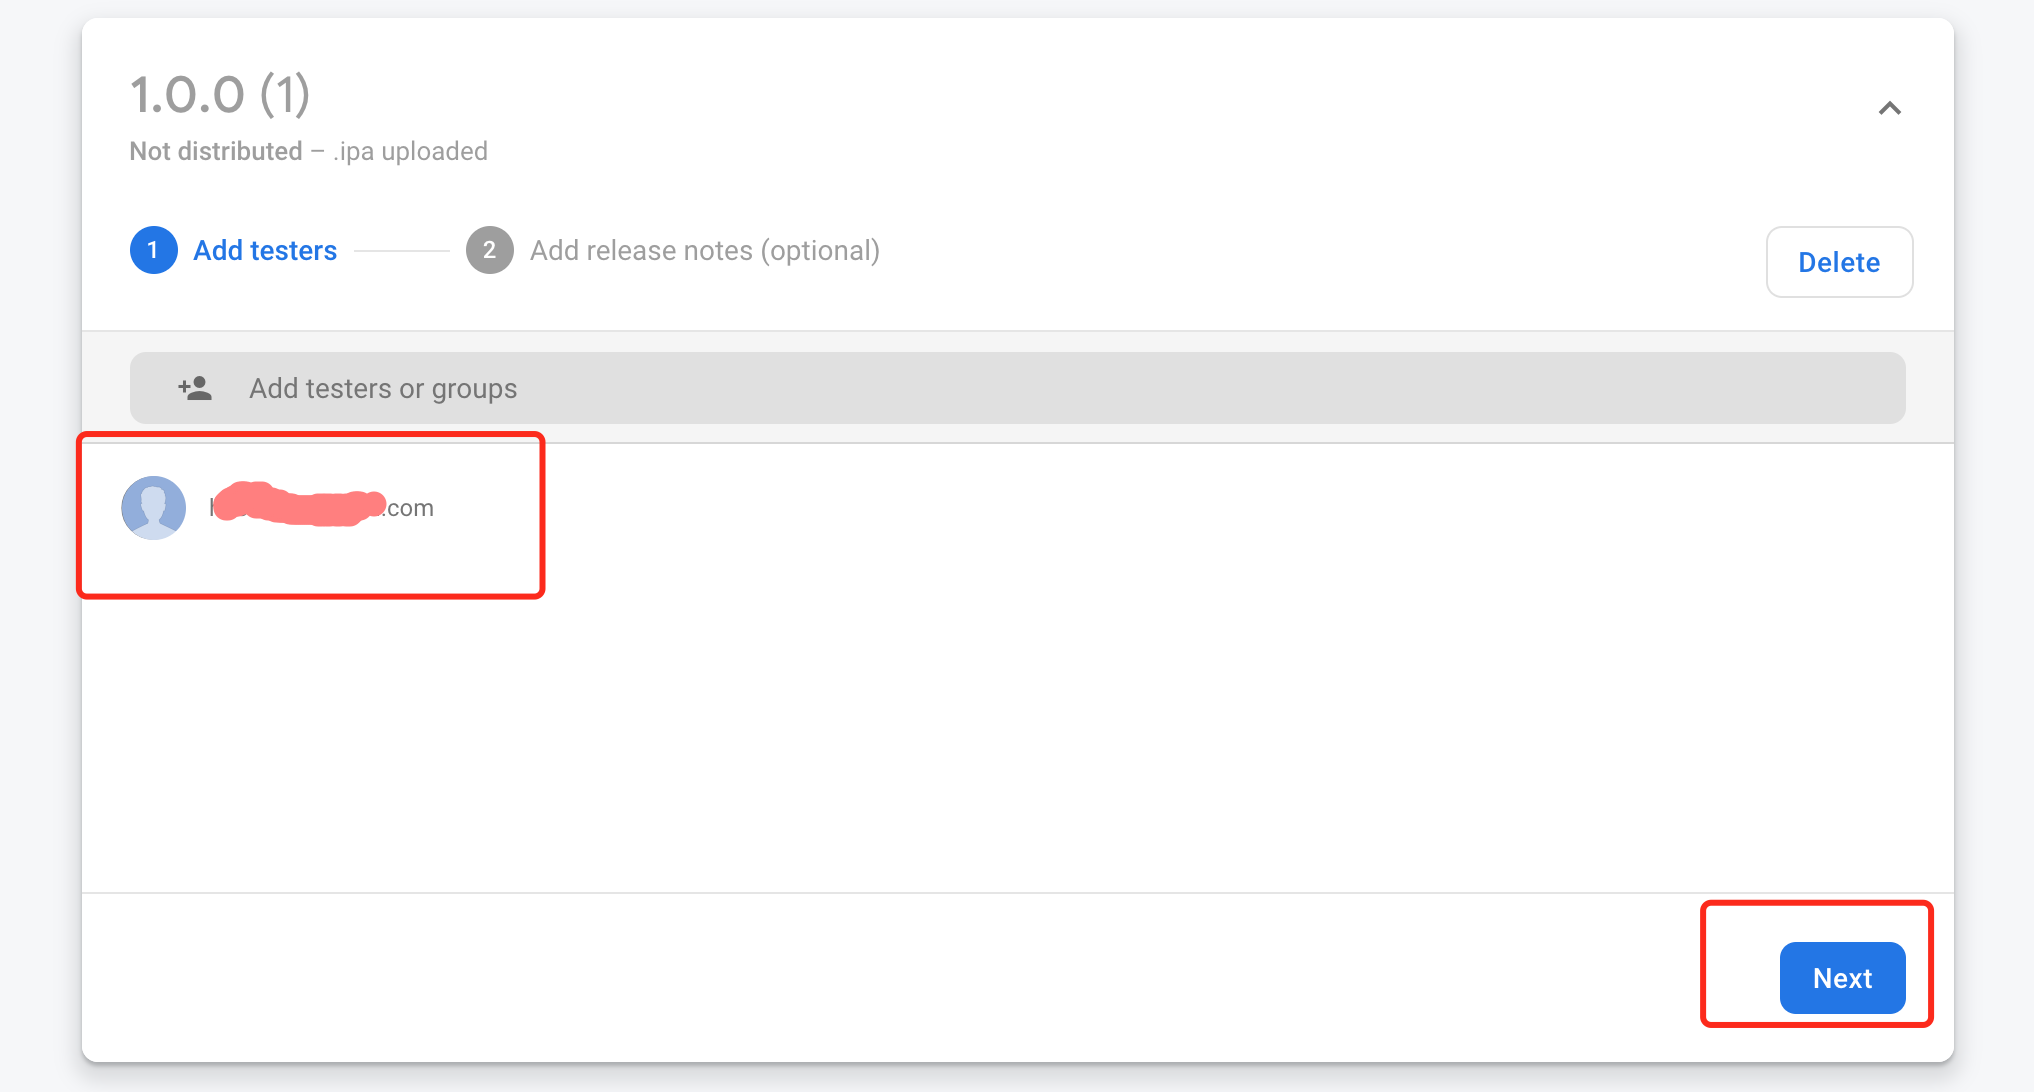 1.0.0 (1)
Not distributed – .ipa uploaded
1 Add testers 2 Add release notes (optional)
Delete
Add testers or groups
.com
Next